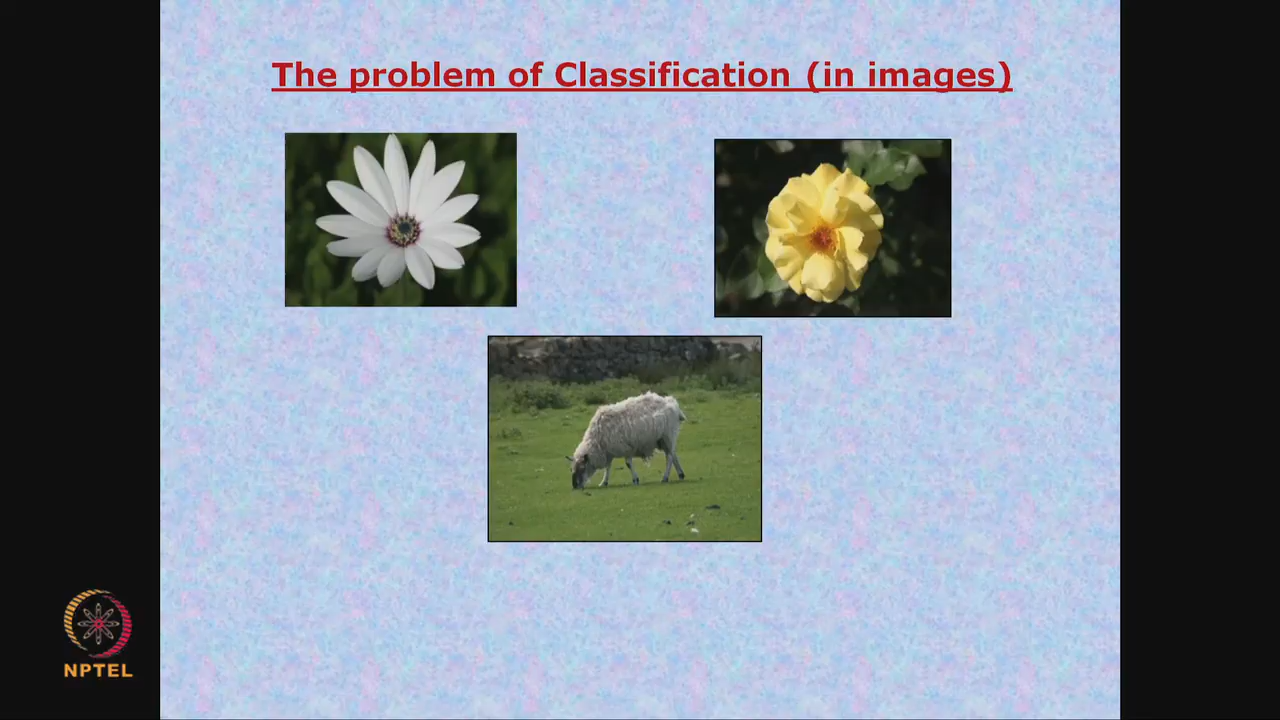 The problem of Classification (in images)
NPTEL